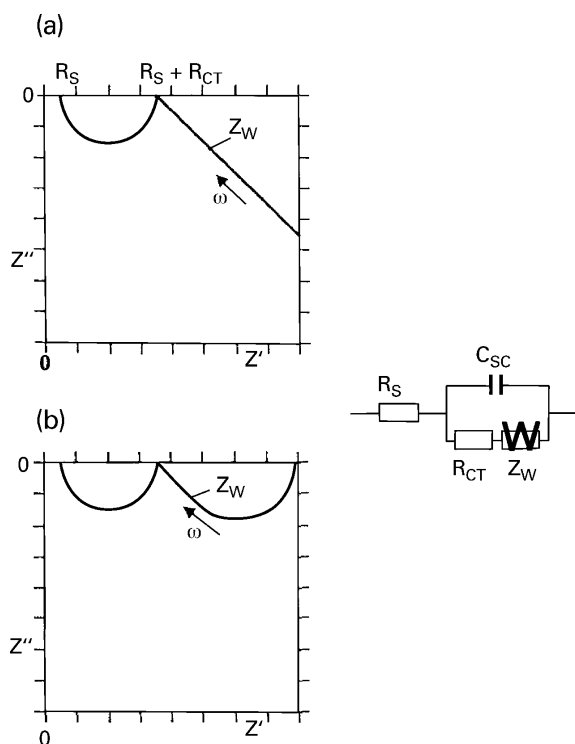 (a)
R_S R_S + R_CT
0
Z_W
ω
Z''
0 Z'
C_SC
R_S
R_CT Z_W
(b)
0
Z_W
ω
Z''
0 Z'